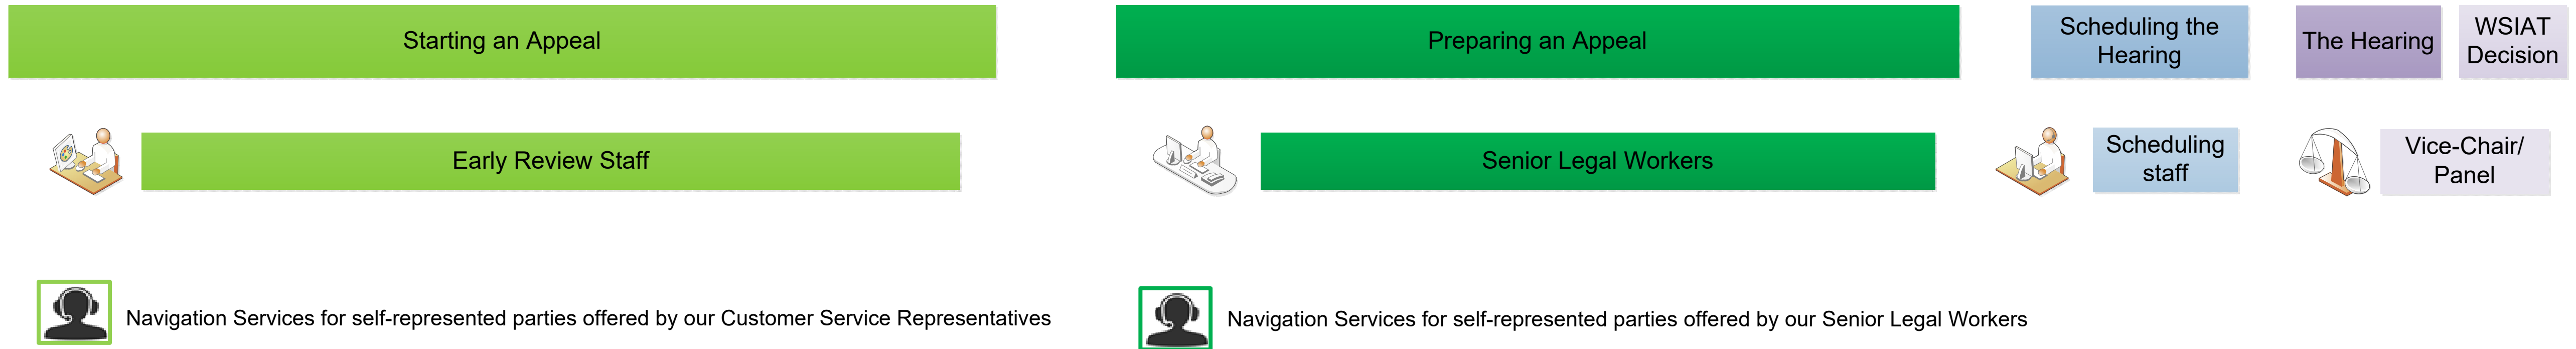 Starting an Appeal
Preparing an Appeal
Scheduling the
Hearing
The Hearing
WSIAT
Decision
Early Review Staff
Senior Legal Workers
Scheduling
staff
Vice-Chair/
Panel
Navigation Services for self-represented parties offered by our Customer Service Representatives
Navigation Services for self-represented parties offered by our Senior Legal Workers